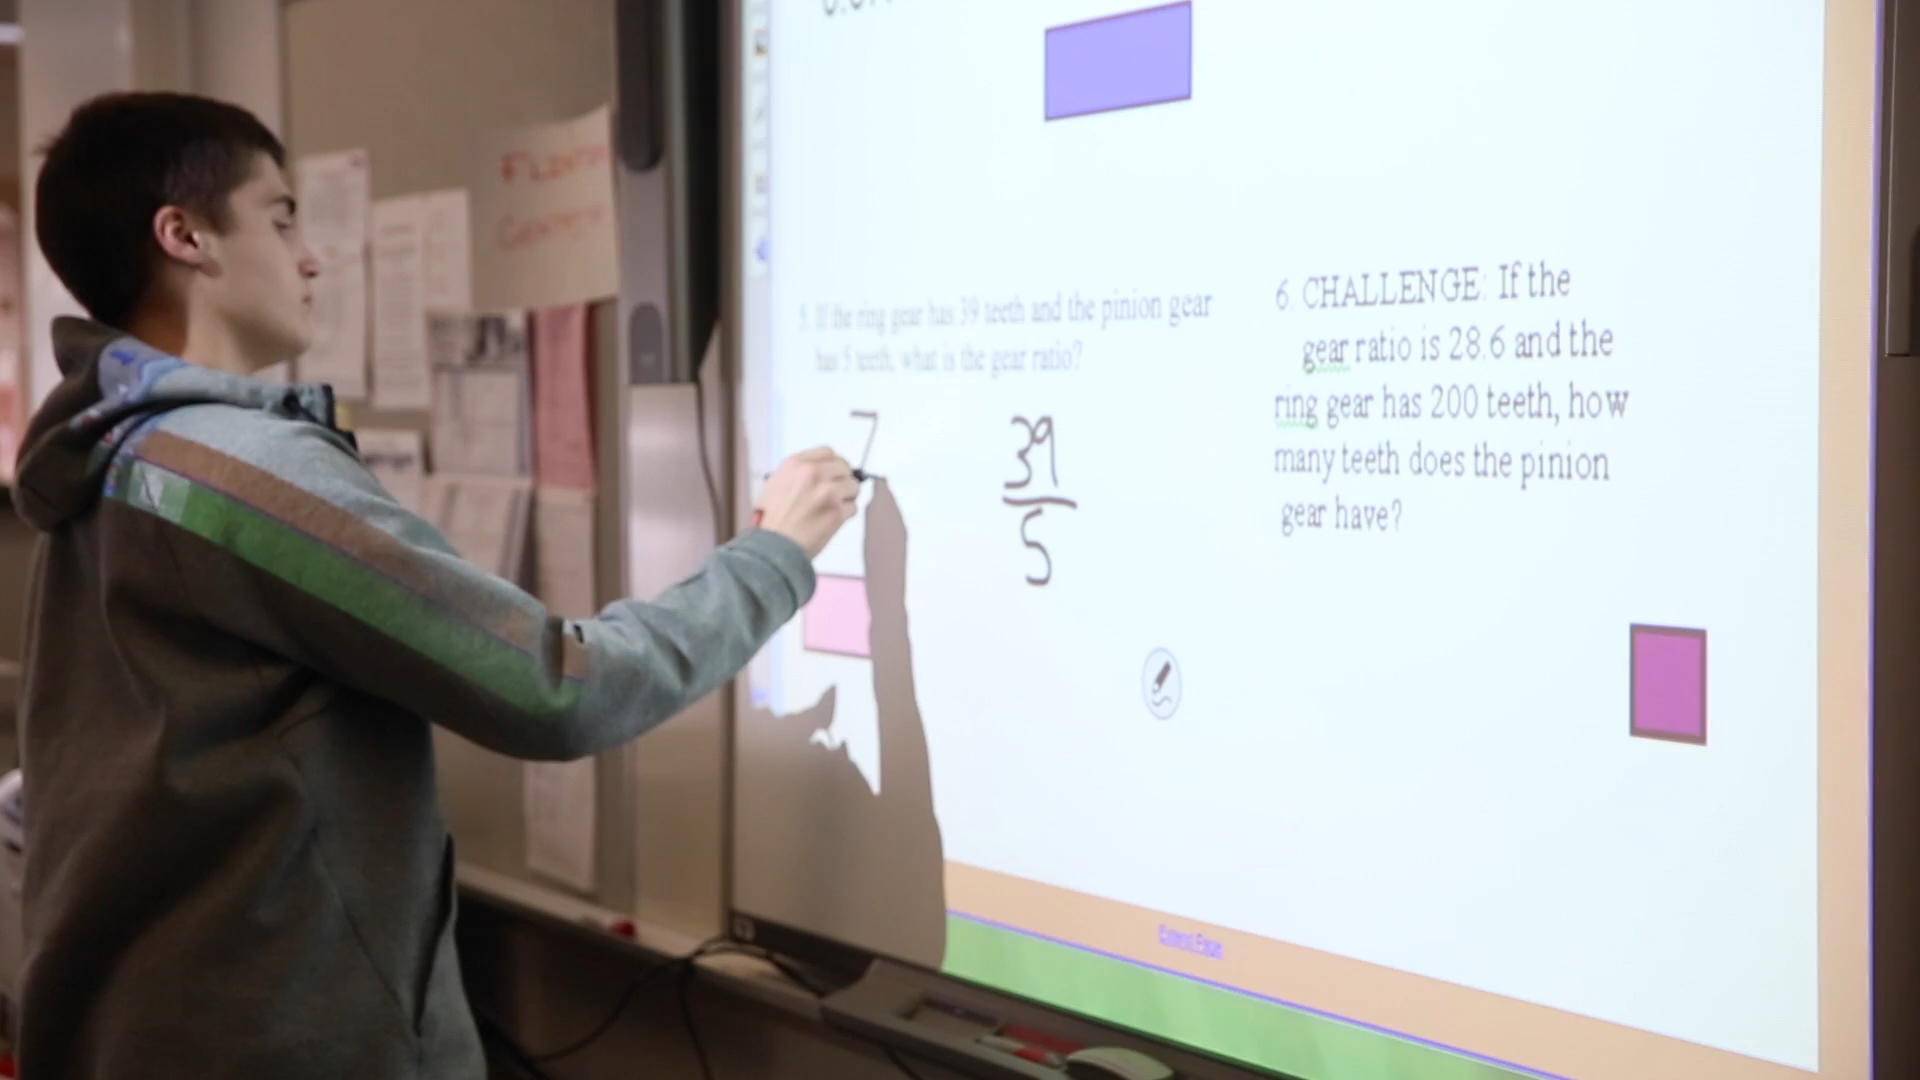 5. If the ring gear has 39 teeth and the pinion gear
has 5 teeth, what is the gear ratio?
7
39
5
6. CHALLENGE: If the
gear ratio is 28.6 and the
ring gear has 200 teeth, how
many teeth does the pinion
gear have?